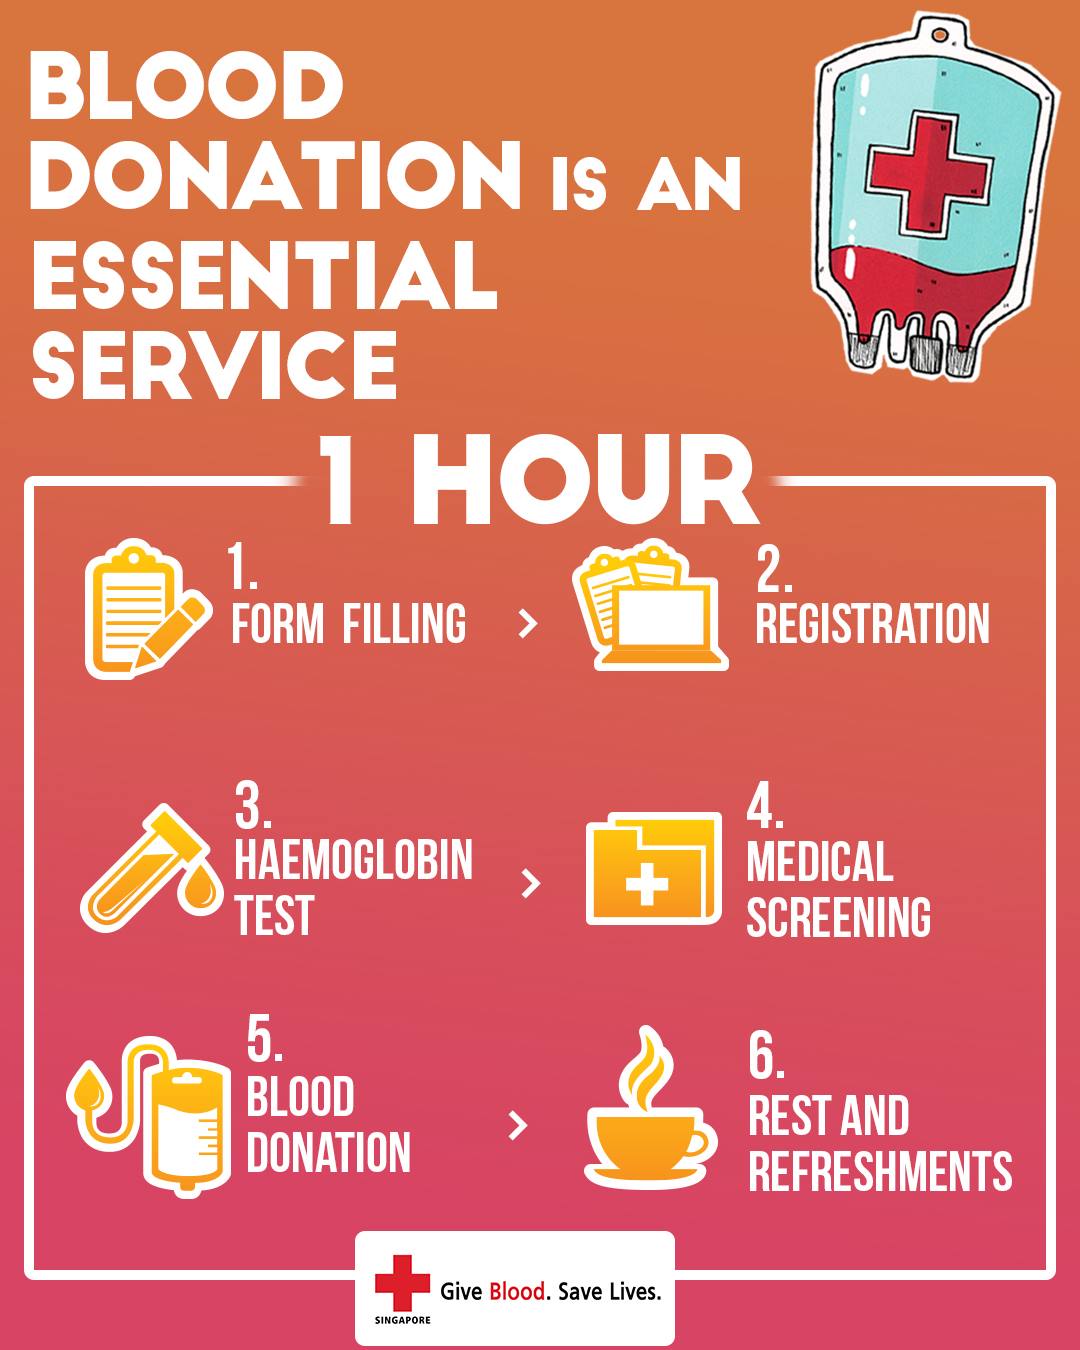 BLOOD
DONATION IS AN
ESSENTIAL
SERVICE
1 HOUR
1.
FORM FILLING
>
2.
REGISTRATION
3.
HAEMOGLOBIN
TEST
>
4.
MEDICAL
SCREENING
5.
BLOOD
DONATION
>
6.
REST AND
REFRESHMENTS
Give Blood. Save Lives.
SINGAPORE